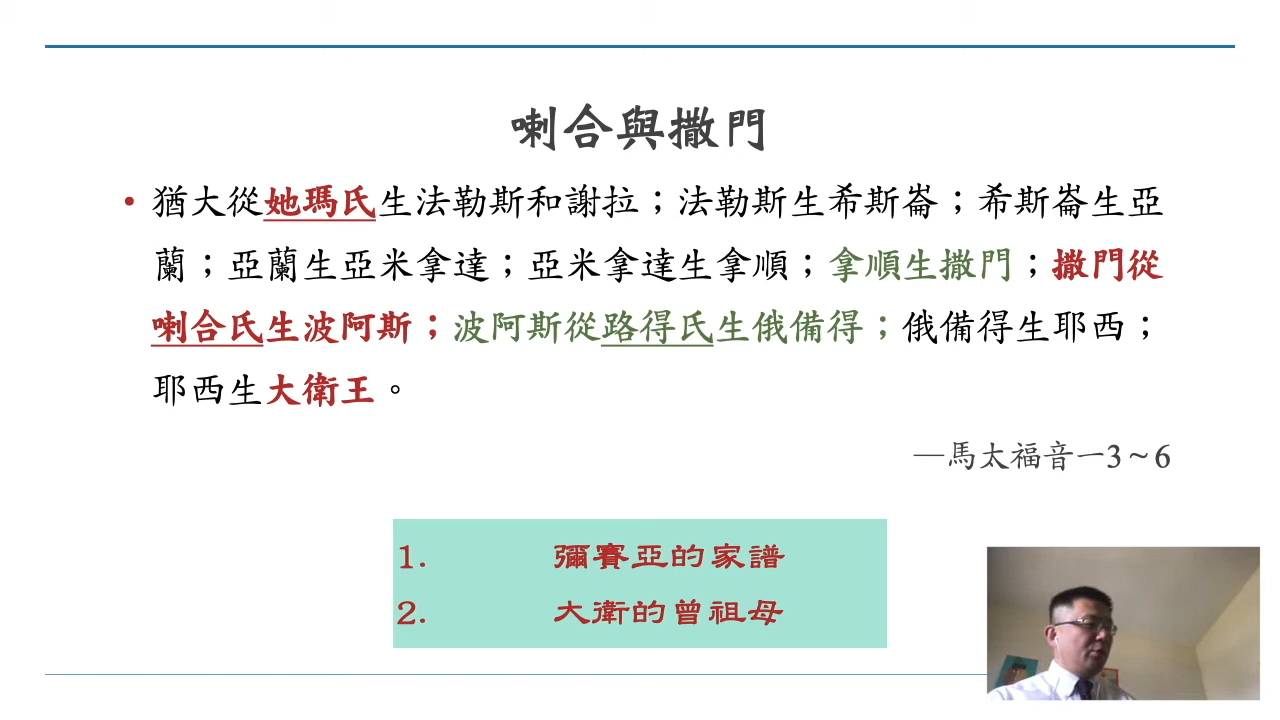 喇合與撒門
• 猶大從她瑪氏生法勒斯和謝拉；法勒斯生希斯崙；希斯崙生亞
蘭；亞蘭生亞米拿達；亞米拿達生拿順；拿順生撒門；撒門從
喇合氏生波阿斯；波阿斯從路得氏生俄備得；俄備得生耶西；
耶西生大衛王。
—馬太福音一3～6
1. 彌賽亞的家譜
2. 大衛的曾祖母